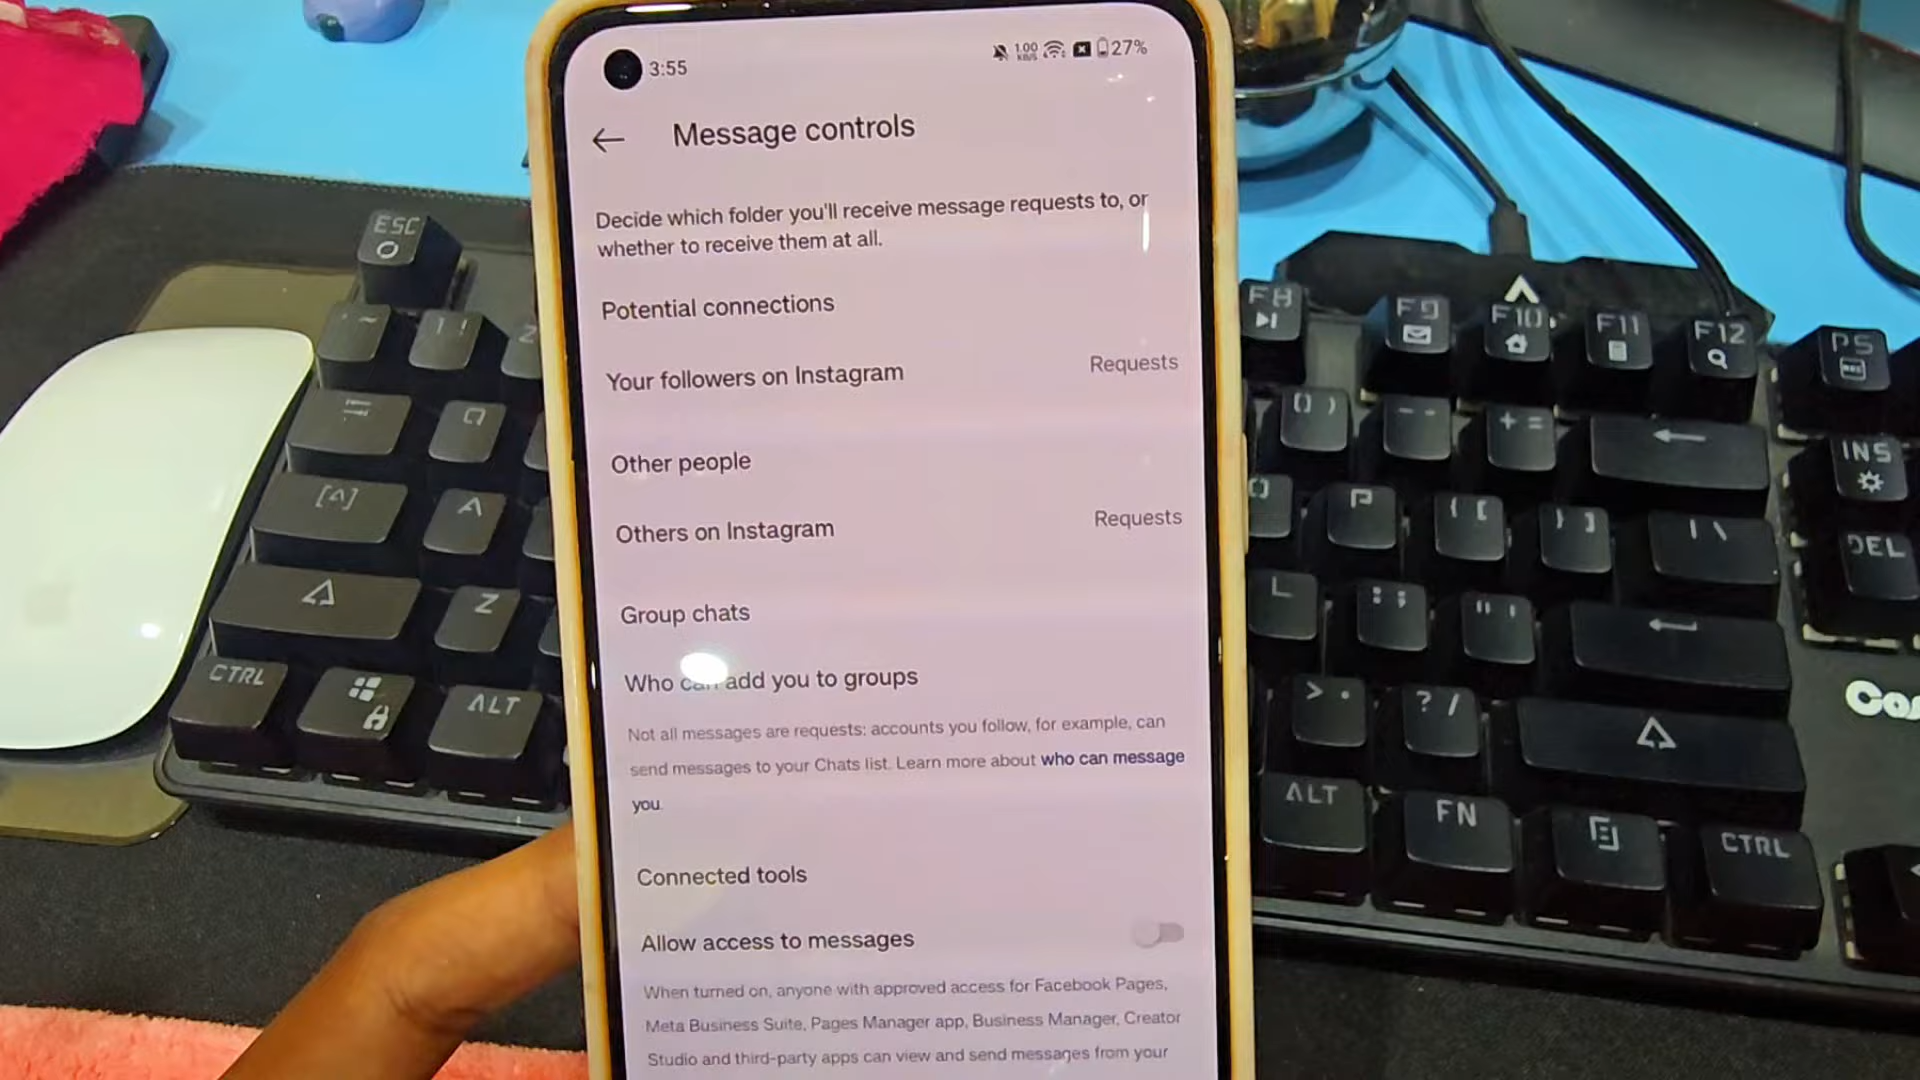 3:55
1.00 KB/S
27%
Message controls
Decide which folder you'll receive message requests to, or
whether to receive them at all.
Potential connections
Your followers on Instagram
Requests
Other people
Others on Instagram
Requests
Group chats
Who can add you to groups
Not all messages are requests: accounts you follow, for example, can
send messages to your Chats list. Learn more about who can message
you.
Connected tools
Allow access to messages
When turned on, anyone with approved access for Facebook Pages,
Meta Business Suite, Pages Manager app, Business Manager, Creator
Studio and third-party apps can view and send messages from your
ESC
~
1 !
Q
A
Z
CTRL
ALT
F8
F9
F10
F11
F12
PS
) 
- -
+ =
INS
P
{ [
} ]
| \
DEL
L
: ;
" '
> .
? /
ALT
FN
CTRL